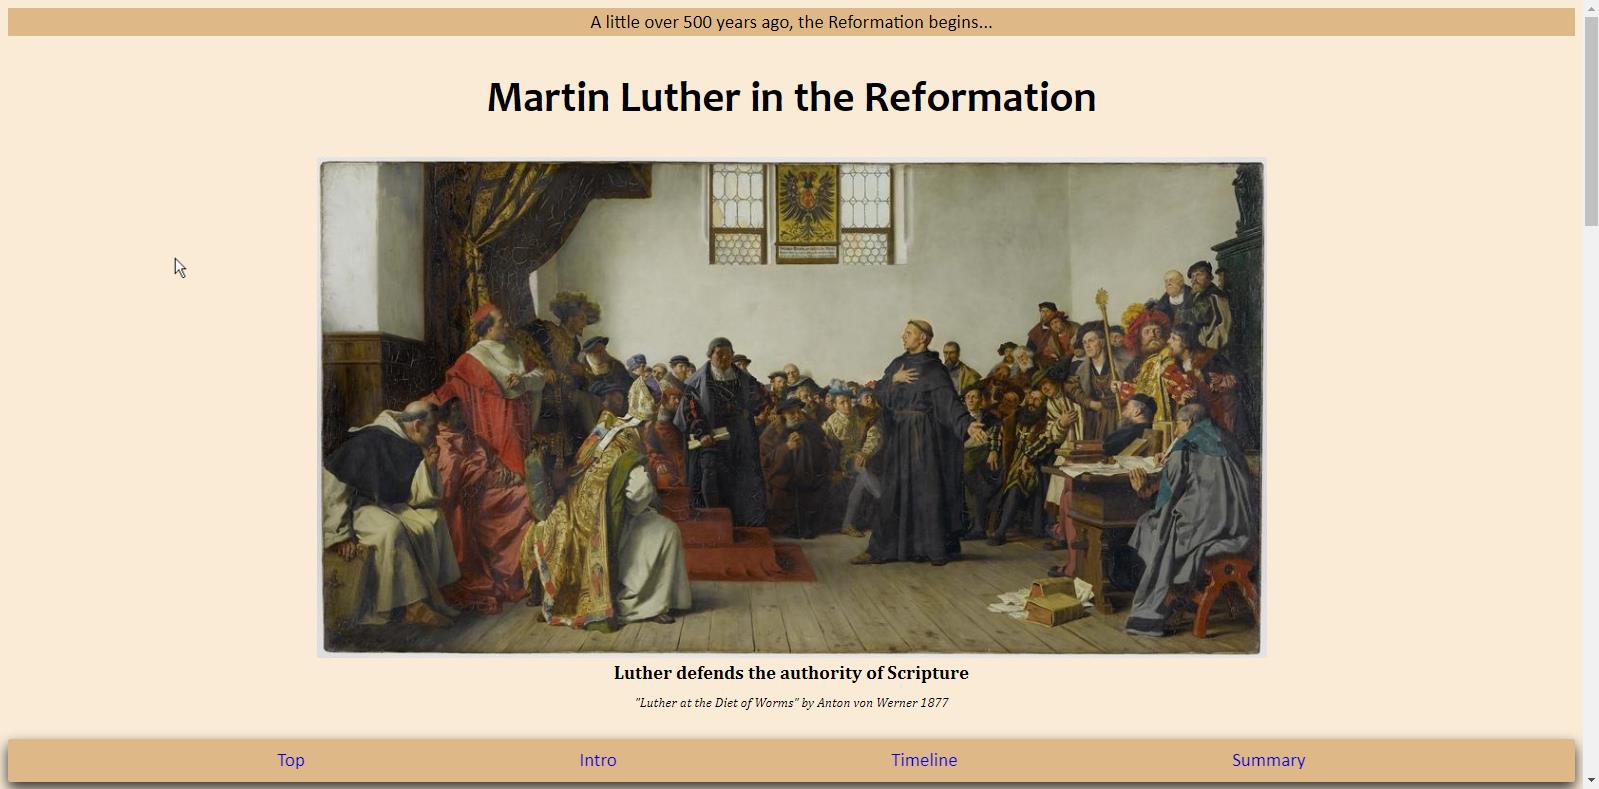 A little over 500 years ago, the Reformation begins...
Martin Luther in the Reformation
Luther defends the authority of Scripture
"Luther at the Diet of Worms" by Anton von Werner 1877
Top Intro Timeline Summary